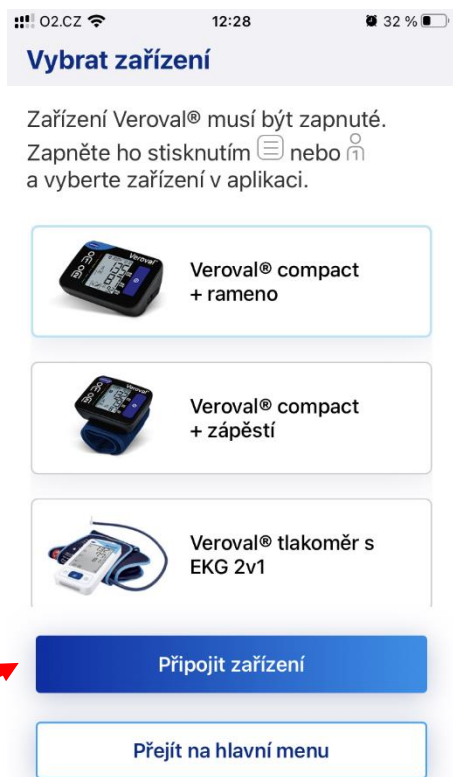 O2.CZ 12:28 32 %
Vybrat zařízení
Zařízení Veroval® musí být zapnuté.
Zapněte ho stisknutím nebo 1
a vyberte zařízení v aplikaci.
Veroval® compact
+ rameno
Veroval® compact
+ zápěstí
Veroval® tlakoměr s
EKG 2v1
Připojit zařízení
Přejít na hlavní menu